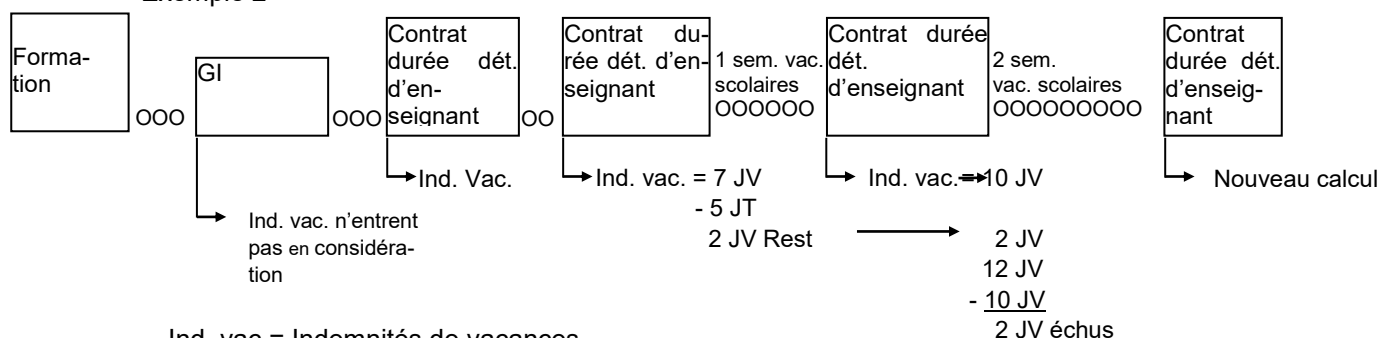 Exemple 2
Forma-
tion
OOO
GI
OOO
Contrat
durée dét.
d'en-
seignant
OO
Contrat du-
rée dét. d'en-
seignant
1 sem. vac.
scolaires
OOOOOO
Contrat durée
dét.
d'enseignant
2 sem.
vac. scolaires
OOOOOOOOO
Contrat
durée dét.
d'enseig-
nant
Ind. vac. n'entrent
pas en considéra-
tion
Ind. Vac.
Ind. vac. = 7 JV
- 5 JT
2 JV Rest
Ind. vac.= 10 JV
2 JV
12 JV
- 10 JV
2 JV échus
Nouveau calcul
Ind. vac = Indemnités de vacances